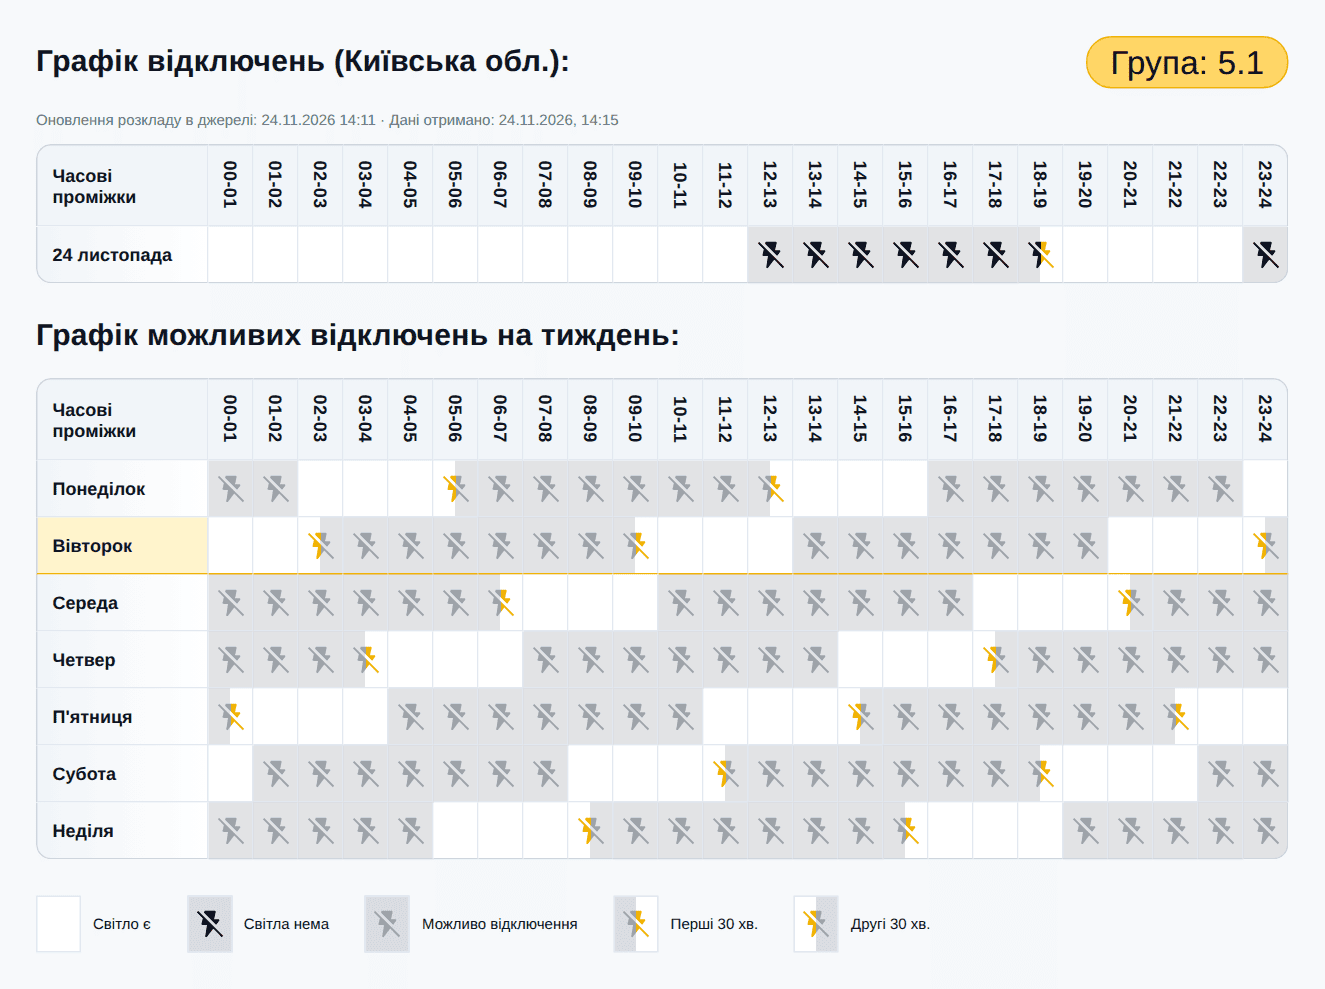 Графік відключень (Київська обл.):
Група: 5.1
Оновлення розкладу в джерелі: 24.11.2026 14:11 · Дані отримано: 24.11.2026, 14:15
Часові проміжки 00-01 01-02 02-03 03-04 04-05 05-06 06-07 07-08 08-09 09-10 10-11 11-12 12-13 13-14 14-15 15-16 16-17 17-18 18-19 19-20 20-21 21-22 22-23 23-24
24 листопада
Графік можливих відключень на тиждень:
Часові проміжки 00-01 01-02 02-03 03-04 04-05 05-06 06-07 07-08 08-09 09-10 10-11 11-12 12-13 13-14 14-15 15-16 16-17 17-18 18-19 19-20 20-21 21-22 22-23 23-24
Понеділок
Вівторок
Середа
Четвер
П'ятниця
Субота
Неділя
Світло є Світла нема Можливо відключення Перші 30 хв. Другі 30 хв.